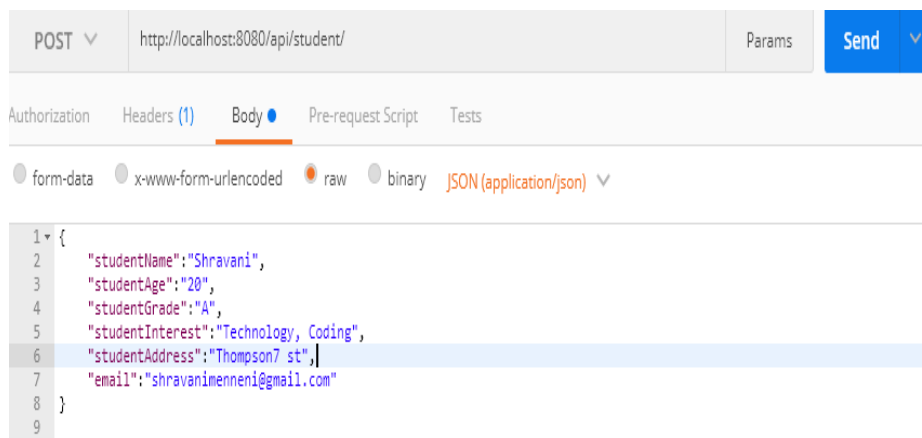 POST http://localhost:8080/api/student/ Params Send
Authorization Headers (1) Body Pre-request Script Tests
form-data x-www-form-urlencoded raw binary JSON (application/json)
1 {
2 "studentName":"Shravani",
3 "studentAge":"20",
4 "studentGrade":"A",
5 "studentInterest":"Technology, Coding",
6 "studentAddress":"Thompson7 st",
7 "email":"shravanimenneni@gmail.com"
8 }
9